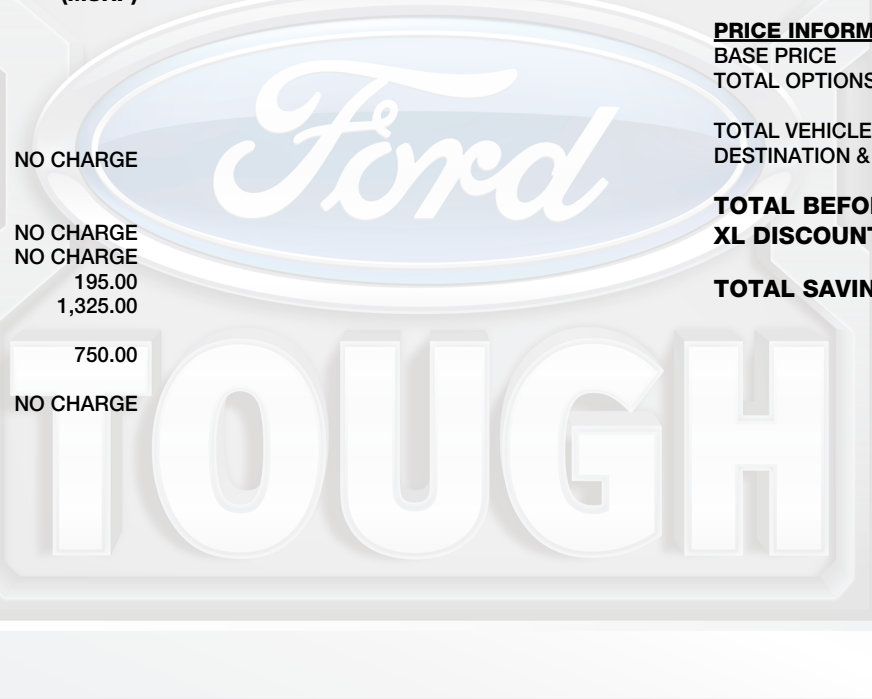 (MSRP)
NO CHARGE
NO CHARGE
NO CHARGE
195.00
1,325.00
750.00
NO CHARGE
PRICE INFORM
BASE PRICE
TOTAL OPTIONS
TOTAL VEHICLE
DESTINATION &
TOTAL BEFO
XL DISCOUNT
TOTAL SAVIN
Ford
TOUGH